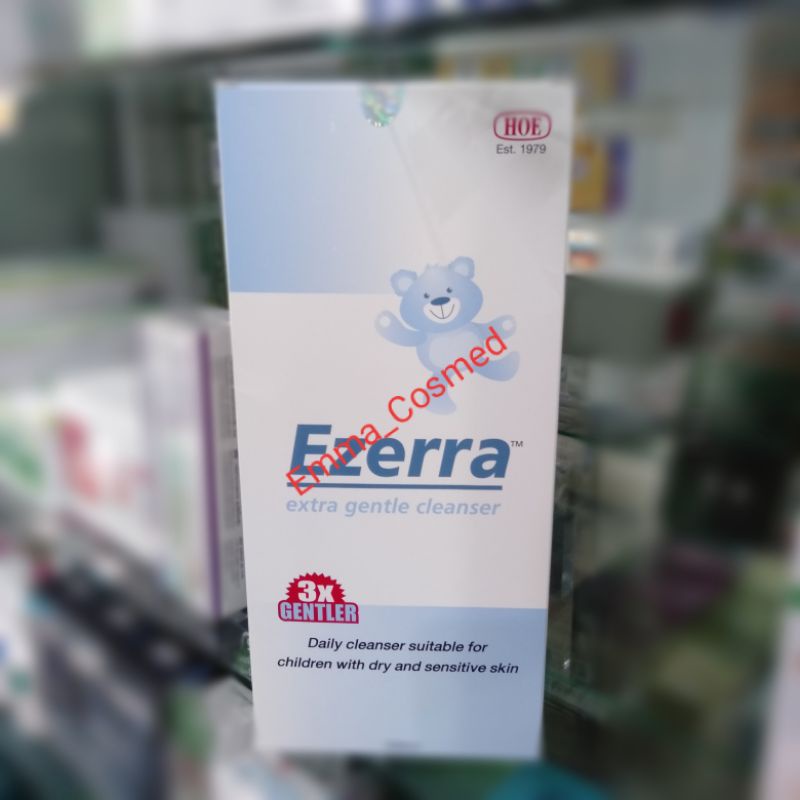 HOE
Est. 1979
Ezerra™
extra gentle cleanser
Emma_Cosmed
3x
GENTLER
Daily cleanser suitable for
children with dry and sensitive skin